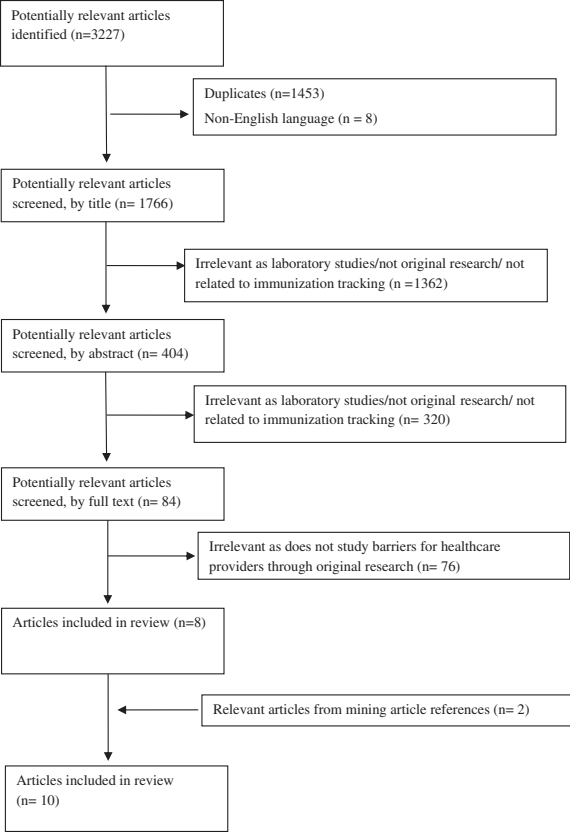 Potentially relevant articles
identified (n=3227)
Duplicates (n=1453)
Non-English language (n = 8)
Potentially relevant articles
screened, by title (n= 1766)
Irrelevant as laboratory studies/not original research/ not
related to immunization tracking (n =1362)
Potentially relevant articles
screened, by abstract (n= 404)
Irrelevant as laboratory studies/not original research/ not
related to immunization tracking (n= 320)
Potentially relevant articles
screened, by full text (n= 84)
Irrelevant as does not study barriers for healthcare
providers through original research (n= 76)
Articles included in review (n=8)
Relevant articles from mining article references (n= 2)
Articles included in review
(n= 10)